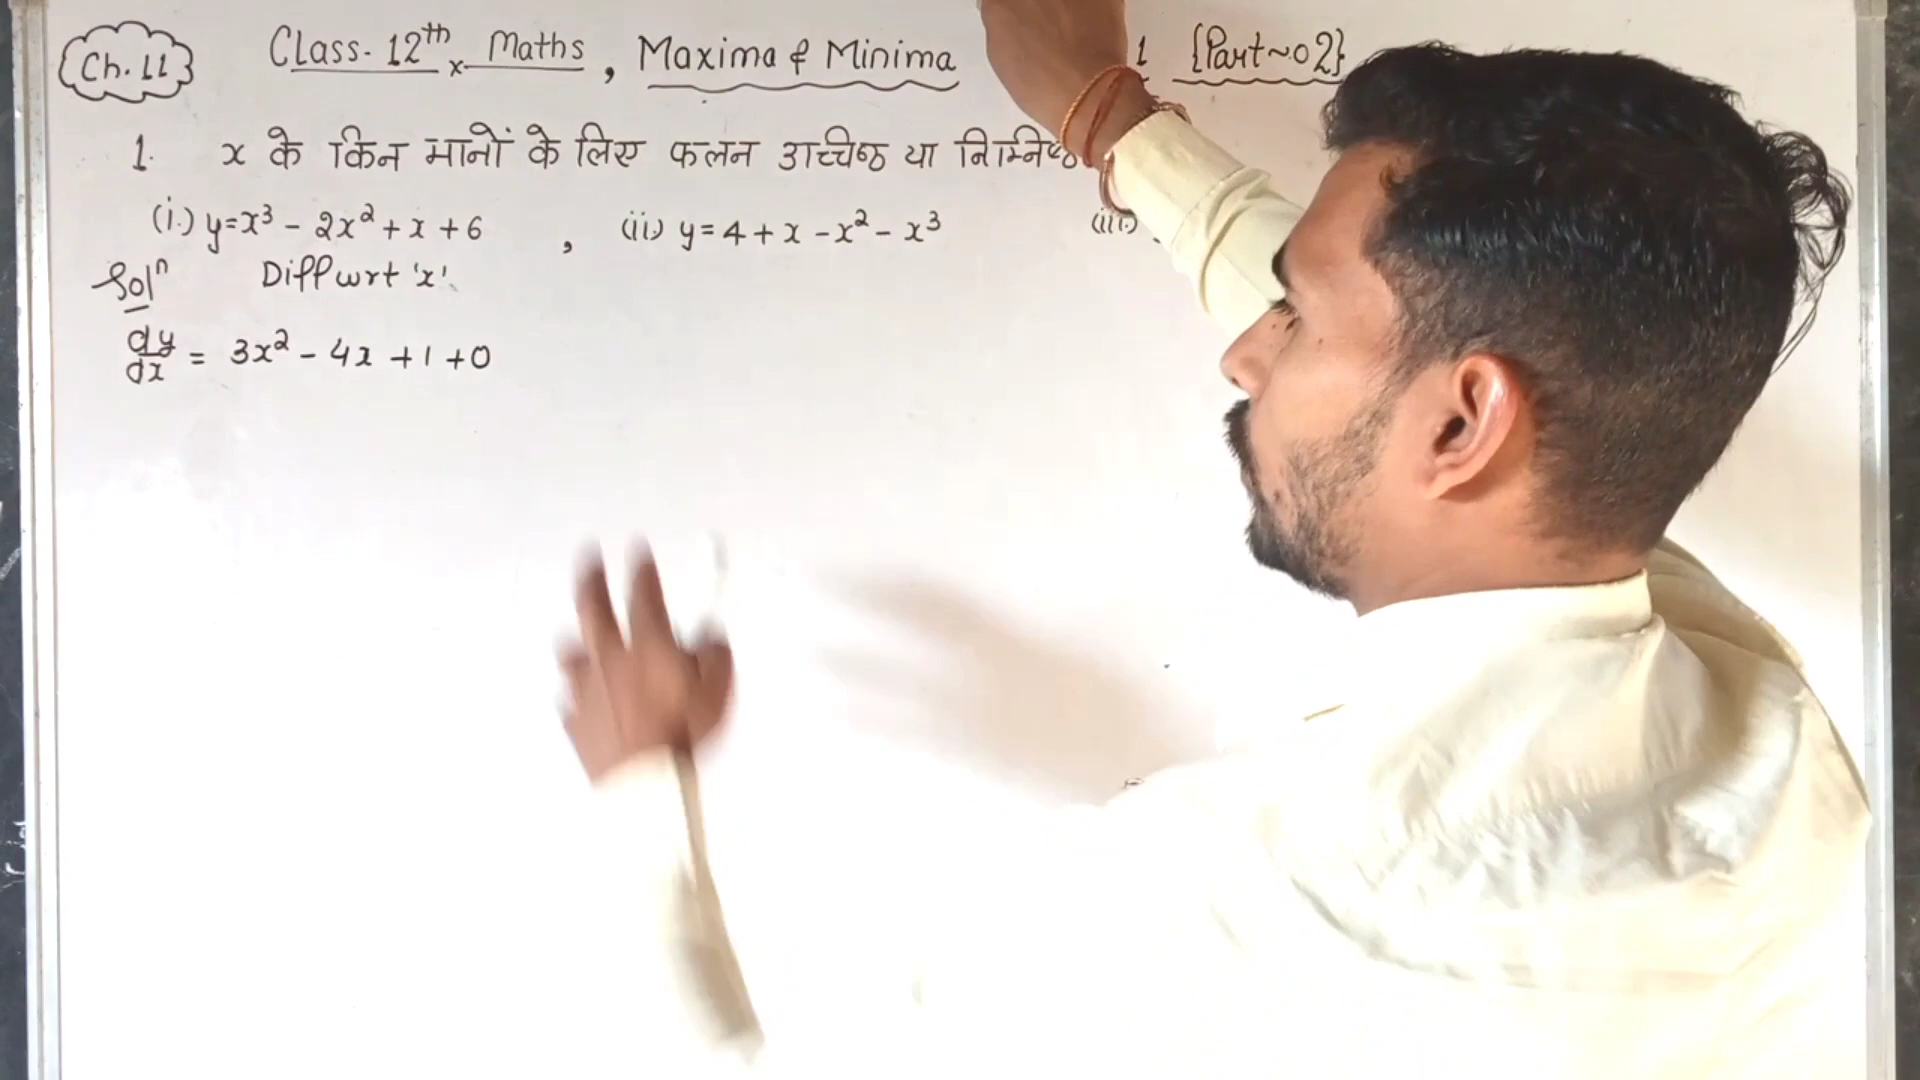 Ch. 11 Class-12th Maths, Maxima & Minima 1 {Part~02}
1. x के किन मानों के लिए फलन उच्चिष्ठ या निम्निष्ठ
(i.) y=x³ - 2x² + x + 6 , (ii) y = 4 + x - x² - x³ (iii.)
Solⁿ Diff wrt 'x'.
dy/dx = 3x² - 4x + 1 + 0